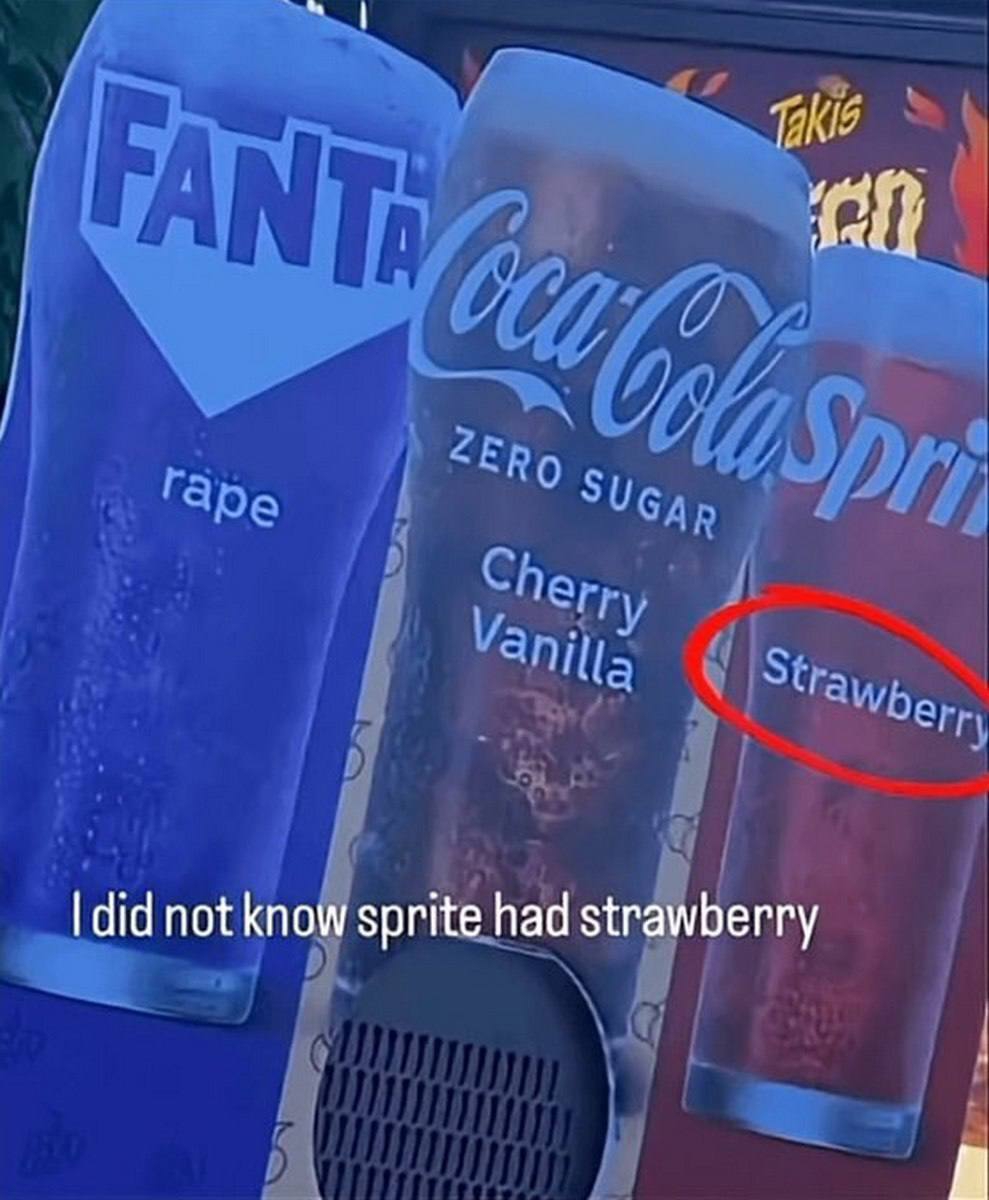 FANTA
rape
Coca-Cola
ZERO SUGAR
Cherry
Vanilla
Spri
Strawberry
Takis
I did not know sprite had strawberry